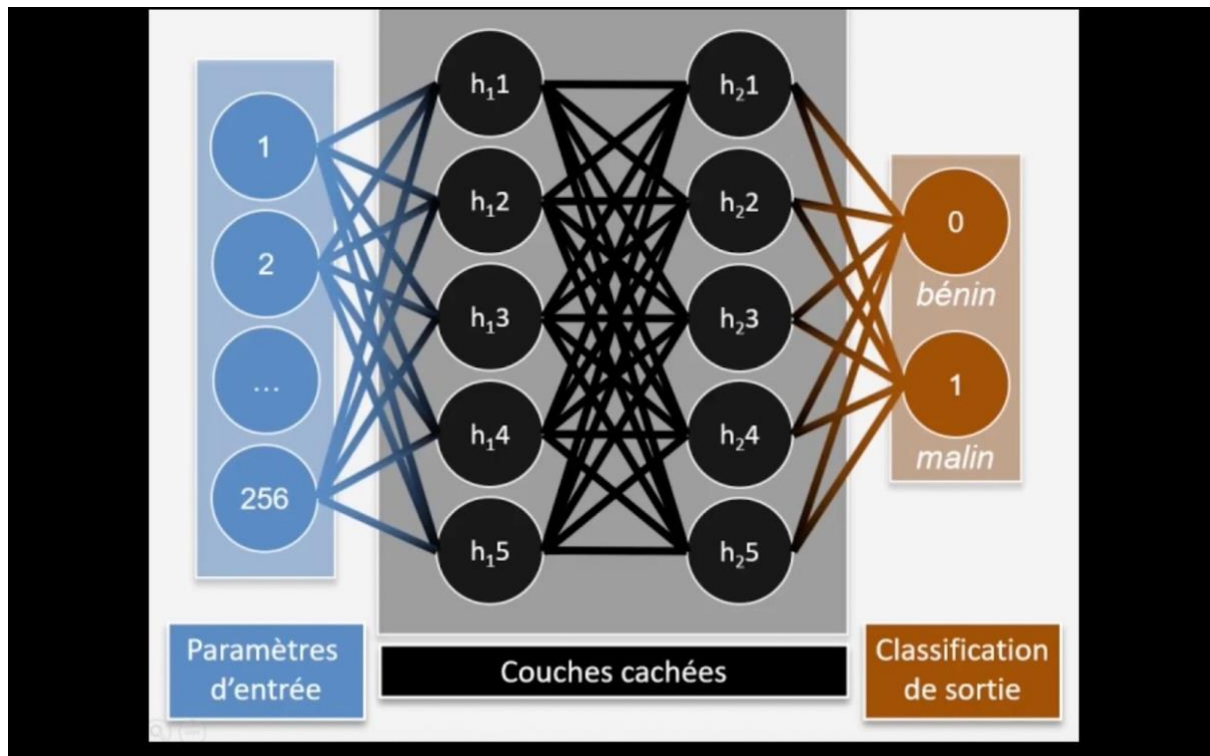 1
2
...
256
h₁1
h₁2
h₁3
h₁4
h₁5
h₂1
h₂2
h₂3
h₂4
h₂5
0
bénin
1
malin
Paramètres
d'entrée
Couches cachées
Classification
de sortie